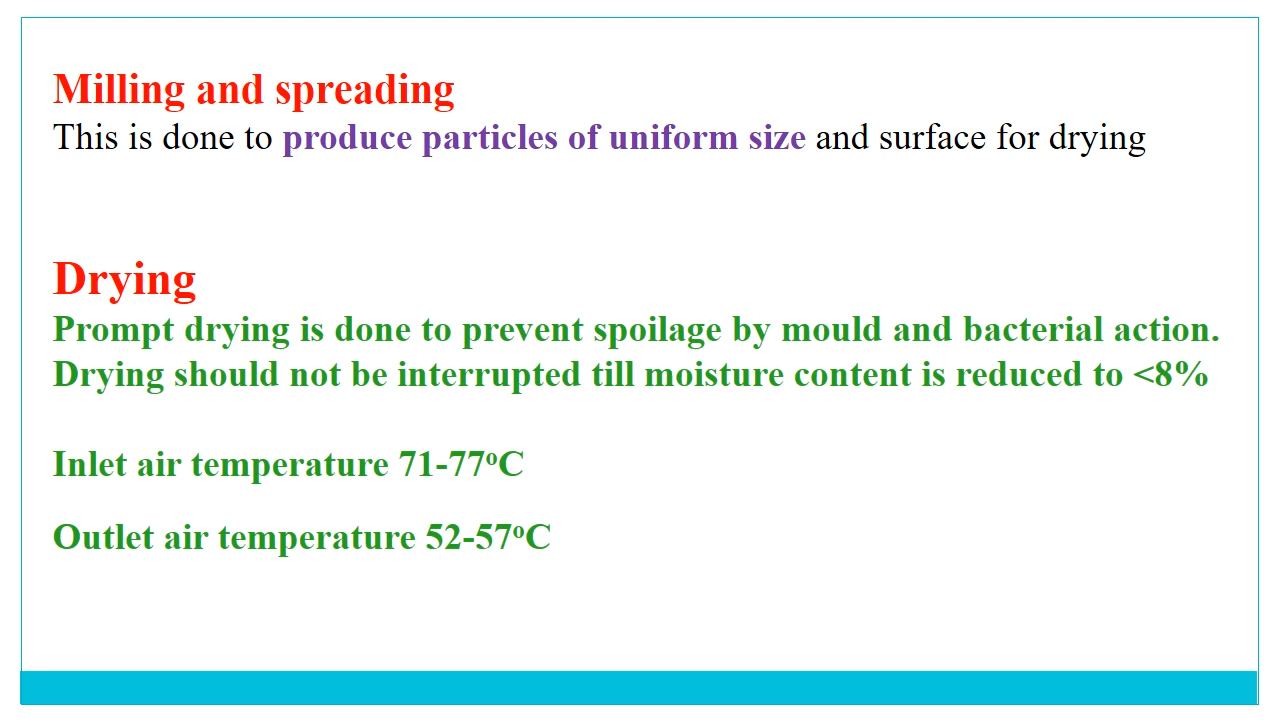 Milling and spreading
This is done to produce particles of uniform size and surface for drying
Drying
Prompt drying is done to prevent spoilage by mould and bacterial action.
Drying should not be interrupted till moisture content is reduced to <8%
Inlet air temperature 71-77ºC
Outlet air temperature 52-57ºC